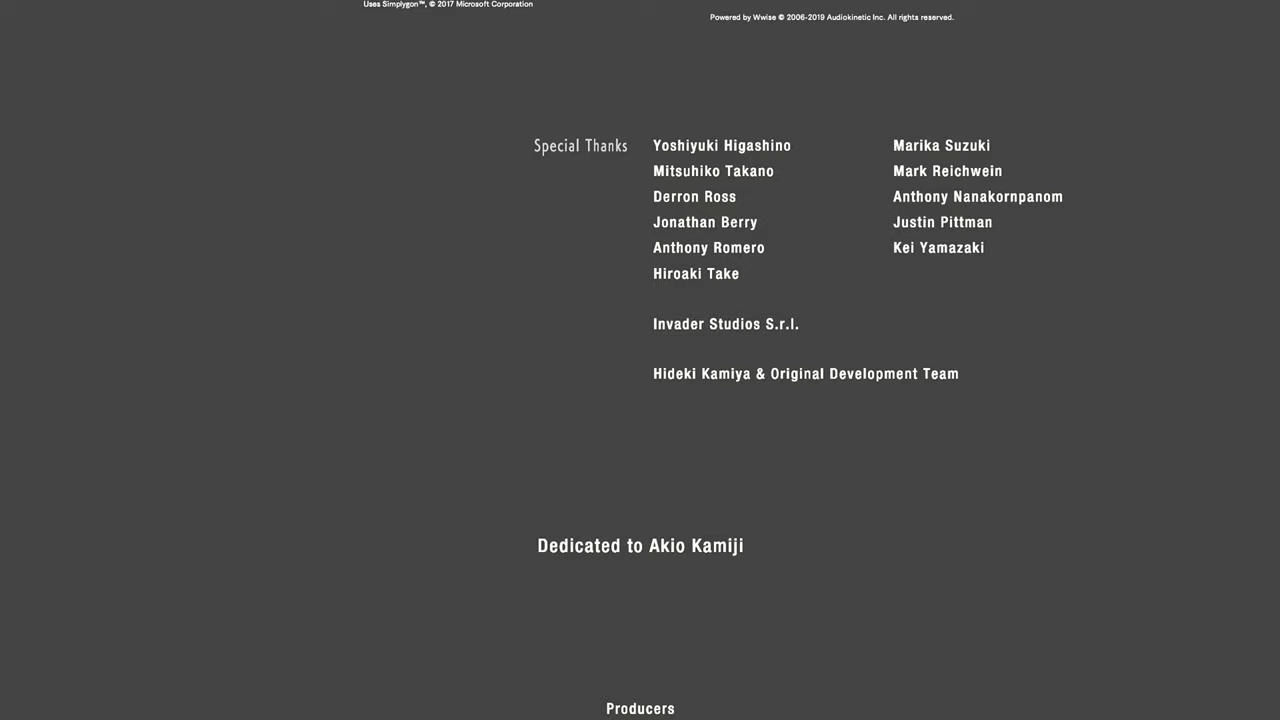 Uses Simplygon™, © 2017 Microsoft Corporation
Powered by Wwise © 2006-2019 Audiokinetic Inc. All rights reserved.
Special Thanks
Yoshiyuki Higashino
Marika Suzuki
Mitsuhiko Takano
Mark Reichwein
Derron Ross
Anthony Nanakornpanom
Jonathan Berry
Justin Pittman
Anthony Romero
Kei Yamazaki
Hiroaki Take
Invader Studios S.r.l.
Hideki Kamiya & Original Development Team
Dedicated to Akio Kamiji
Producers